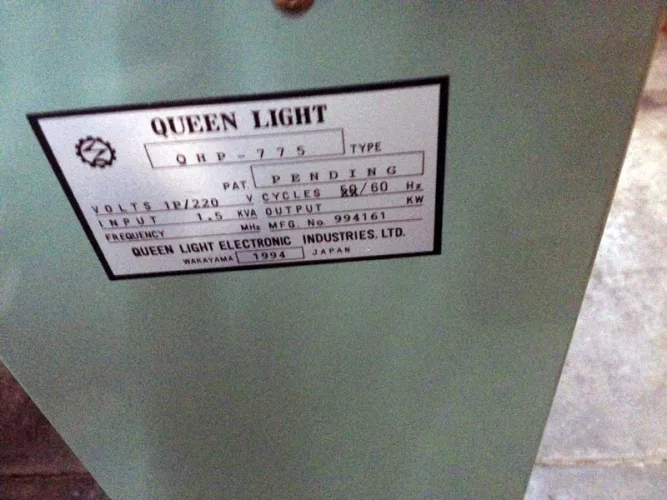 QUEEN LIGHT
QHP-775 TYPE
PAT. PENDING
VOLTS 1P/220 V CYCLES 50/60 Hz
INPUT 1.5 KVA OUTPUT KW
FREQUENCY MHz MFG. No. 994161
QUEEN LIGHT ELECTRONIC INDUSTRIES, LTD.
WAKAYAMA 1994 JAPAN